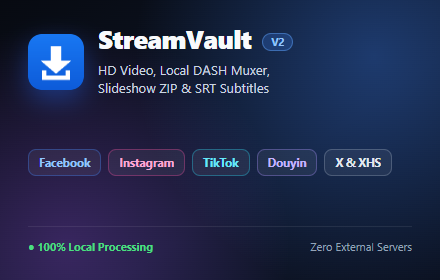 StreamVault V2
HD Video, Local DASH Muxer,
Slideshow ZIP & SRT Subtitles
Facebook Instagram TikTok Douyin X & XHS
● 100% Local Processing Zero External Servers